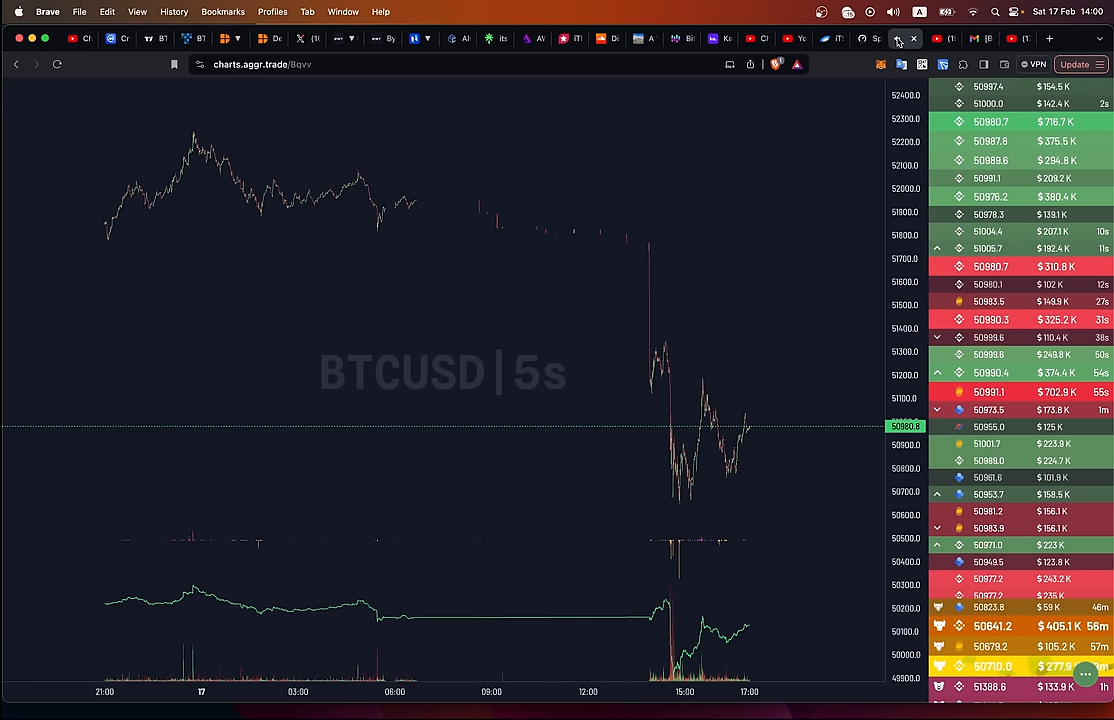 Brave File Edit View History Bookmarks Profiles Tab Window Help
A
Sat 17 Feb 14:00
charts.aggr.trade/8qvv
VPN
Update
BTCUSD|5s
52400.0
52300.0
52200.0
52100.0
52000.0
51900.0
51800.0
51700.0
51600.0
51500.0
51400.0
51300.0
51200.0
51100.0
50980.8
50900.0
50800.0
50700.0
50600.0
50500.0
50400.0
50300.0
50200.0
50100.0
50000.0
49900.0
21:00 17 03:00 06:00 09:00 12:00 15:00 17:00
50997.4 $154.5 K
51000.0 $142.4 K 2s
50980.7 $716.7 K
50987.8 $375.5 K
50989.6 $294.8 K
50991.1 $209.2 K
50976.2 $380.4 K
50978.3 $139.1 K
51004.4 $207.1 K 10s
51005.7 $192.4 K 11s
50980.7 $310.8 K
50980.1 $102 K 12s
50983.5 $149.9 K 27s
50990.3 $325.2 K 31s
50999.6 $110.4 K 38s
50999.6 $249.8 K 50s
50990.4 $374.4 K 54s
50991.1 $702.9 K 55s
50973.5 $173.8 K 1m
50955.0 $125 K
51001.7 $223.9 K
50989.0 $224.7 K
50961.6 $101.9 K
50953.7 $158.5 K
50981.2 $156.1 K
50983.9 $156.1 K
50971.0 $223 K
50949.5 $123.8 K
50977.2 $243.2 K
50977.2 $235 K
50823.8 $59 K 46m
50641.2 $405.1 K 56m
50679.2 $105.2 K 57m
50710.0 $277.9
51388.6 $133.9 K 1h